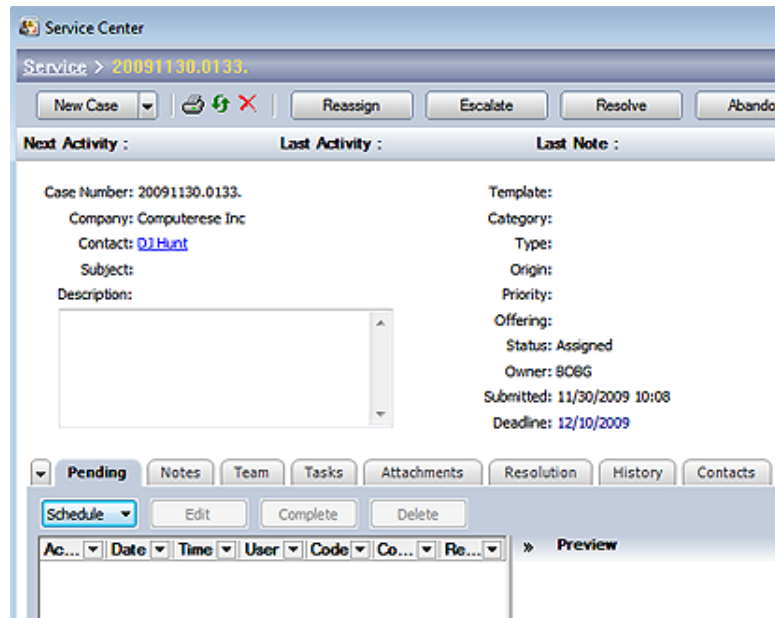 Service Center
Service > 20091130.0133.
New Case Reassign Escalate Resolve
Next Activity : Last Activity : Last Note :
Case Number: 20091130.0133. Template:
Company: Computerese Inc Category:
Contact: DJ Hunt Type:
Subject: Origin:
Description: Priority:
Offering:
Status: Assigned
Owner: BOBG
Submitted: 11/30/2009 10:08
Deadline: 12/10/2009
Pending Notes Team Tasks Attachments Resolution History Contacts
Schedule Edit Complete Delete
Ac... Date Time User Code Co... Re... » Preview